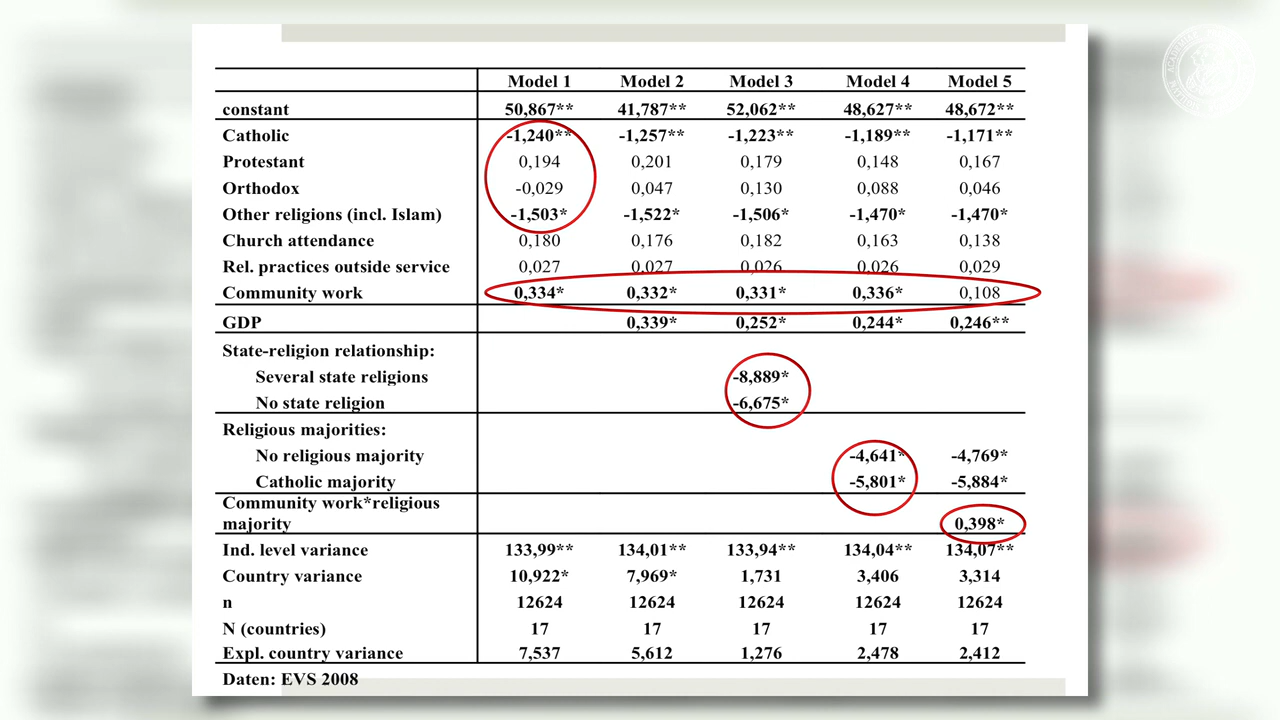 Model 1 Model 2 Model 3 Model 4 Model 5
constant 50,867** 41,787** 52,062** 48,627** 48,672**
Catholic -1,240** -1,257** -1,223** -1,189** -1,171**
Protestant 0,194 0,201 0,179 0,148 0,167
Orthodox -0,029 0,047 0,130 0,088 0,046
Other religions (incl. Islam) -1,503* -1,522* -1,506* -1,470* -1,470*
Church attendance 0,180 0,176 0,182 0,163 0,138
Rel. practices outside service 0,027 0,027 0,026 0,026 0,029
Community work 0,334* 0,332* 0,331* 0,336* 0,108
GDP 0,339* 0,252* 0,244* 0,246**
State-religion relationship:
Several state religions -8,889*
No state religion -6,675*
Religious majorities:
No religious majority -4,641* -4,769*
Catholic majority -5,801* -5,884*
Community work*religious
majority 0,398*
Ind. level variance 133,99** 134,01** 133,94** 134,04** 134,07**
Country variance 10,922* 7,969* 1,731 3,406 3,314
n 12624 12624 12624 12624 12624
N (countries) 17 17 17 17 17
Expl. country variance 7,537 5,612 1,276 2,478 2,412
Daten: EVS 2008